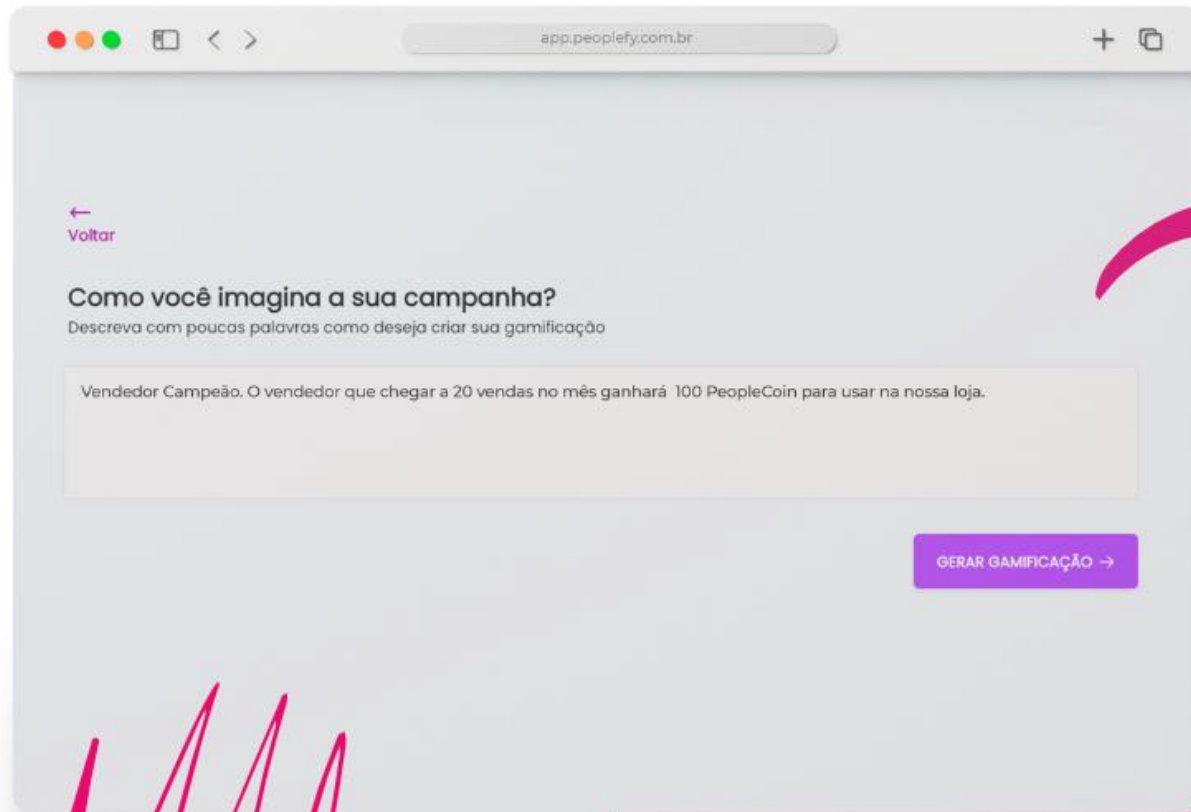 app.peoplefy.com.br
Voltar
Como você imagina a sua campanha?
Descreva com poucas palavras como deseja criar sua gamificação
Vendedor Campeão. O vendedor que chegar a 20 vendas no mês ganhará  100 PeopleCoin para usar na nossa loja.
GERAR GAMIFICAÇÃO →